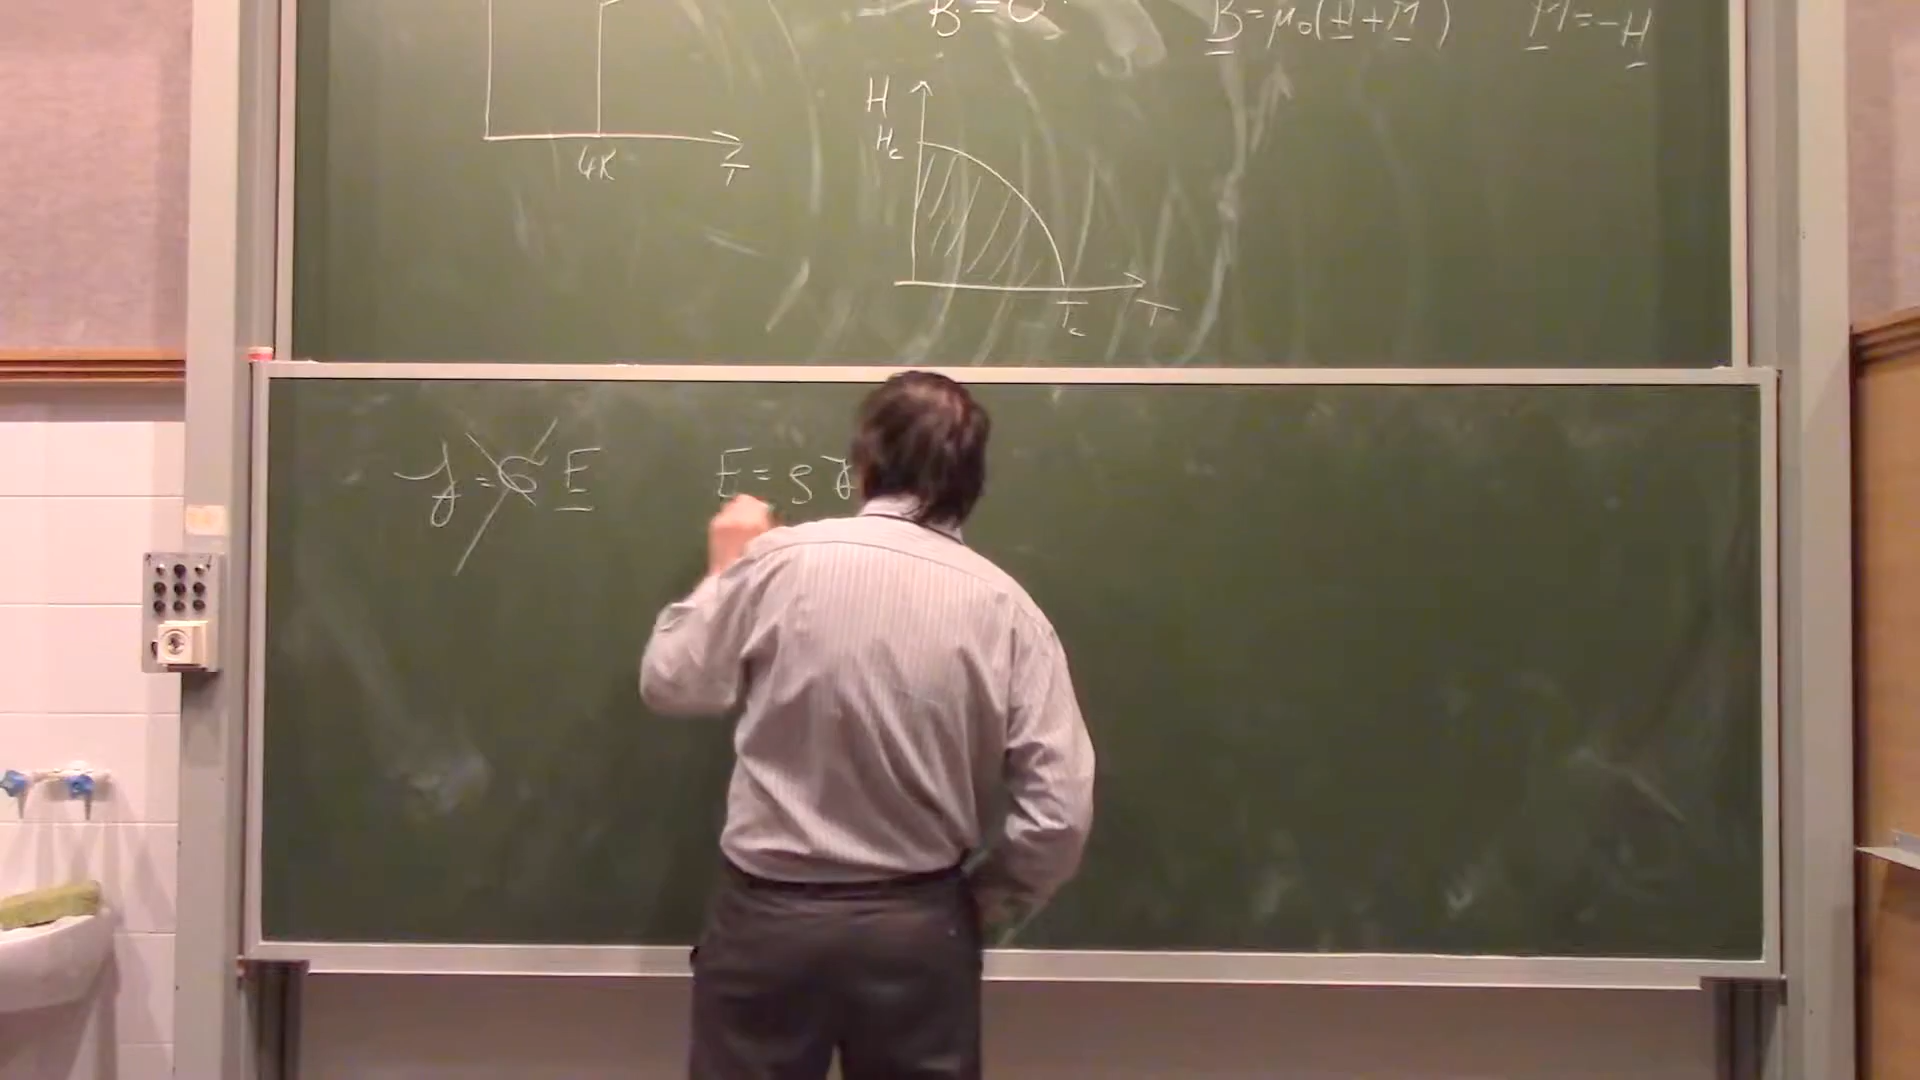 B = 0
B = μ₀(H + M)
M = -H
4K
T
H
H_c
T_c
T
j = σ E
E = ρ j